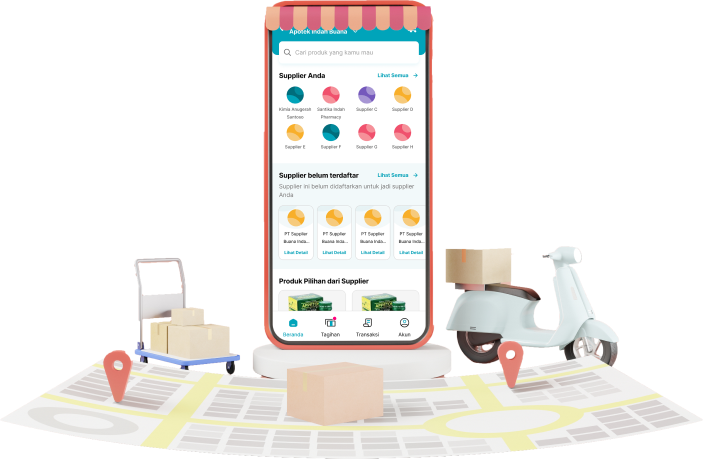 Apotek Indah Buana
Cari produk yang kamu mau
Supplier Anda
Lihat Semua
Kimia Anugerah Santoso
Santika Indah Pharmacy
Supplier C
Supplier D
Supplier E
Supplier F
Supplier G
Supplier H
Supplier belum terdaftar
Lihat Semua
Supplier ini belum didaftarkan untuk jadi supplier
Anda
PT Supplier
Buana Inda...
Lihat Detail
PT Supplier
Buana Inda...
Lihat Detail
PT Supplier
Buana Inda...
Lihat Detail
PT Supplier
Buana Inda...
Lihat Detail
Produk Pilihan dari Supplier
Beranda
Tagihan
Transaksi
Akun